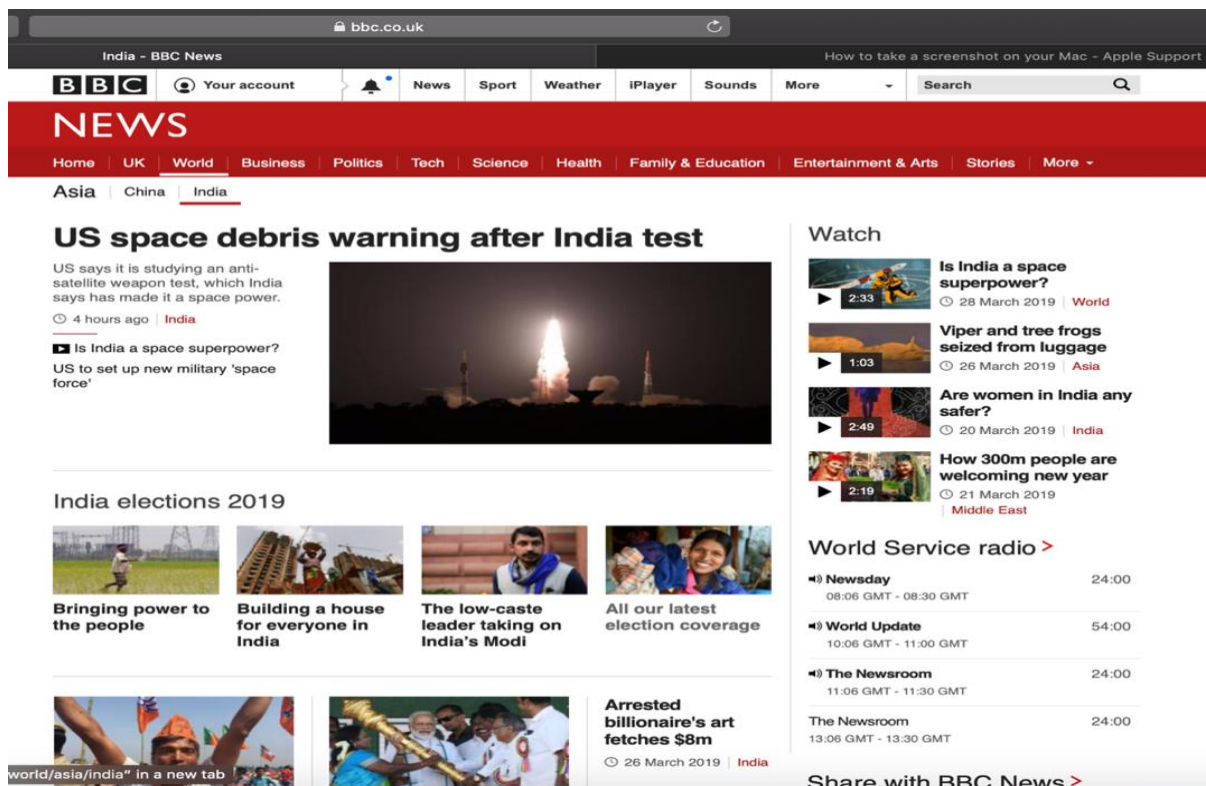 bbc.co.uk
India - BBC News
How to take a screenshot on your Mac - Apple Support
BBC
Your account
News
Sport
Weather
iPlayer
Sounds
More
Search
NEWS
Home
UK
World
Business
Politics
Tech
Science
Health
Family & Education
Entertainment & Arts
Stories
More
Asia
China
India
US space debris warning after India test
US says it is studying an anti-
satellite weapon test, which India
says has made it a space power.
4 hours ago
India
Is India a space superpower?
US to set up new military 'space
force'
India elections 2019
Bringing power to
the people
Building a house
for everyone in
India
The low-caste
leader taking on
India's Modi
All our latest
election coverage
Arrested
billionaire's art
fetches $8m
26 March 2019
India
world/asia/india" in a new tab
Watch
2:33
Is India a space
superpower?
28 March 2019
World
1:03
Viper and tree frogs
seized from luggage
26 March 2019
Asia
2:49
Are women in India any
safer?
20 March 2019
India
2:19
How 300m people are
welcoming new year
21 March 2019
Middle East
World Service radio >
Newsday
24:00
08:06 GMT - 08:30 GMT
World Update
54:00
10:06 GMT - 11:00 GMT
The Newsroom
24:00
11:06 GMT - 11:30 GMT
The Newsroom
24:00
13:06 GMT - 13:30 GMT
Share with BBC News >